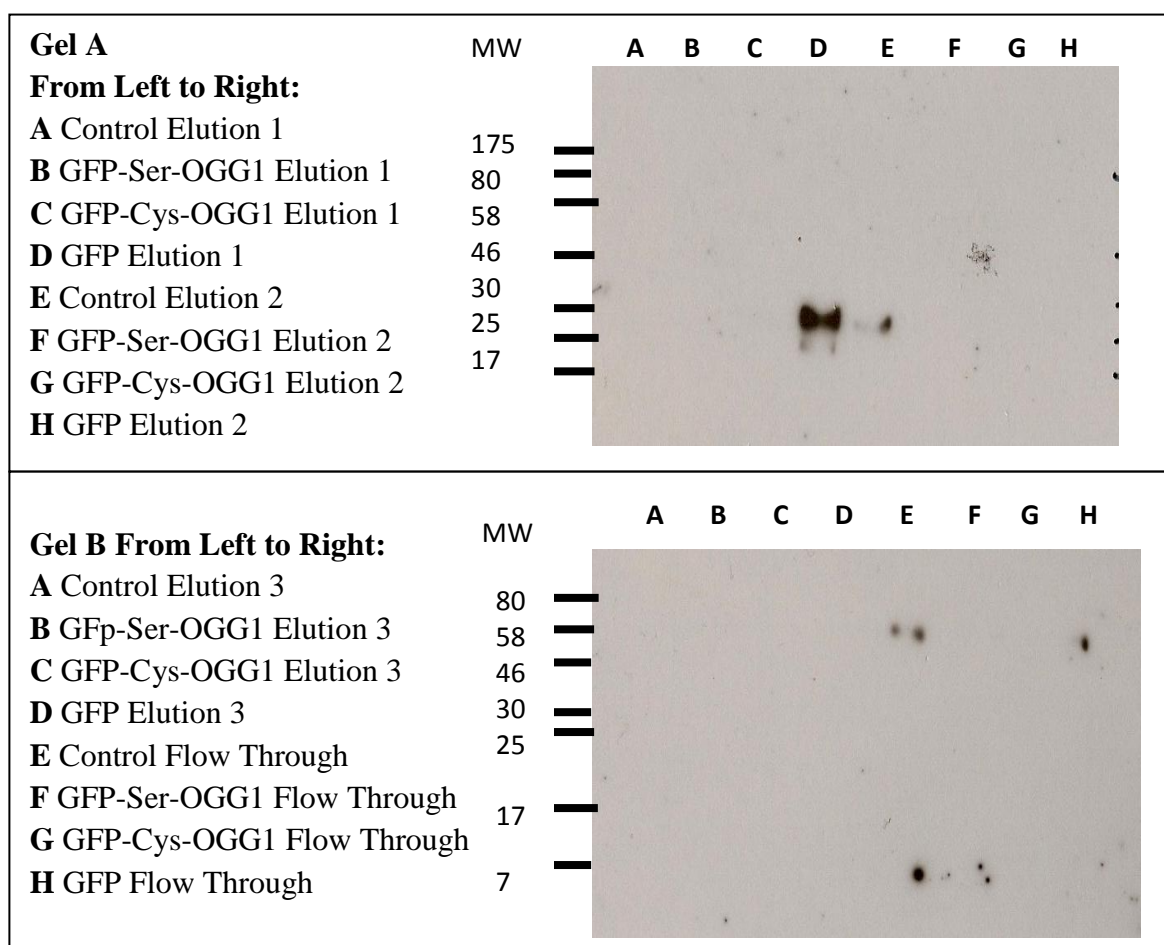 Gel A
From Left to Right:
A Control Elution 1
B GFP-Ser-OGG1 Elution 1
C GFP-Cys-OGG1 Elution 1
D GFP Elution 1
E Control Elution 2
F GFP-Ser-OGG1 Elution 2
G GFP-Cys-OGG1 Elution 2
H GFP Elution 2
MW
175
80
58
46
30
25
17
A B C D E F G H
Gel B From Left to Right:
A Control Elution 3
B GFp-Ser-OGG1 Elution 3
C GFP-Cys-OGG1 Elution 3
D GFP Elution 3
E Control Flow Through
F GFP-Ser-OGG1 Flow Through
G GFP-Cys-OGG1 Flow Through
H GFP Flow Through
MW
80
58
46
30
25
17
7
A B C D E F G H